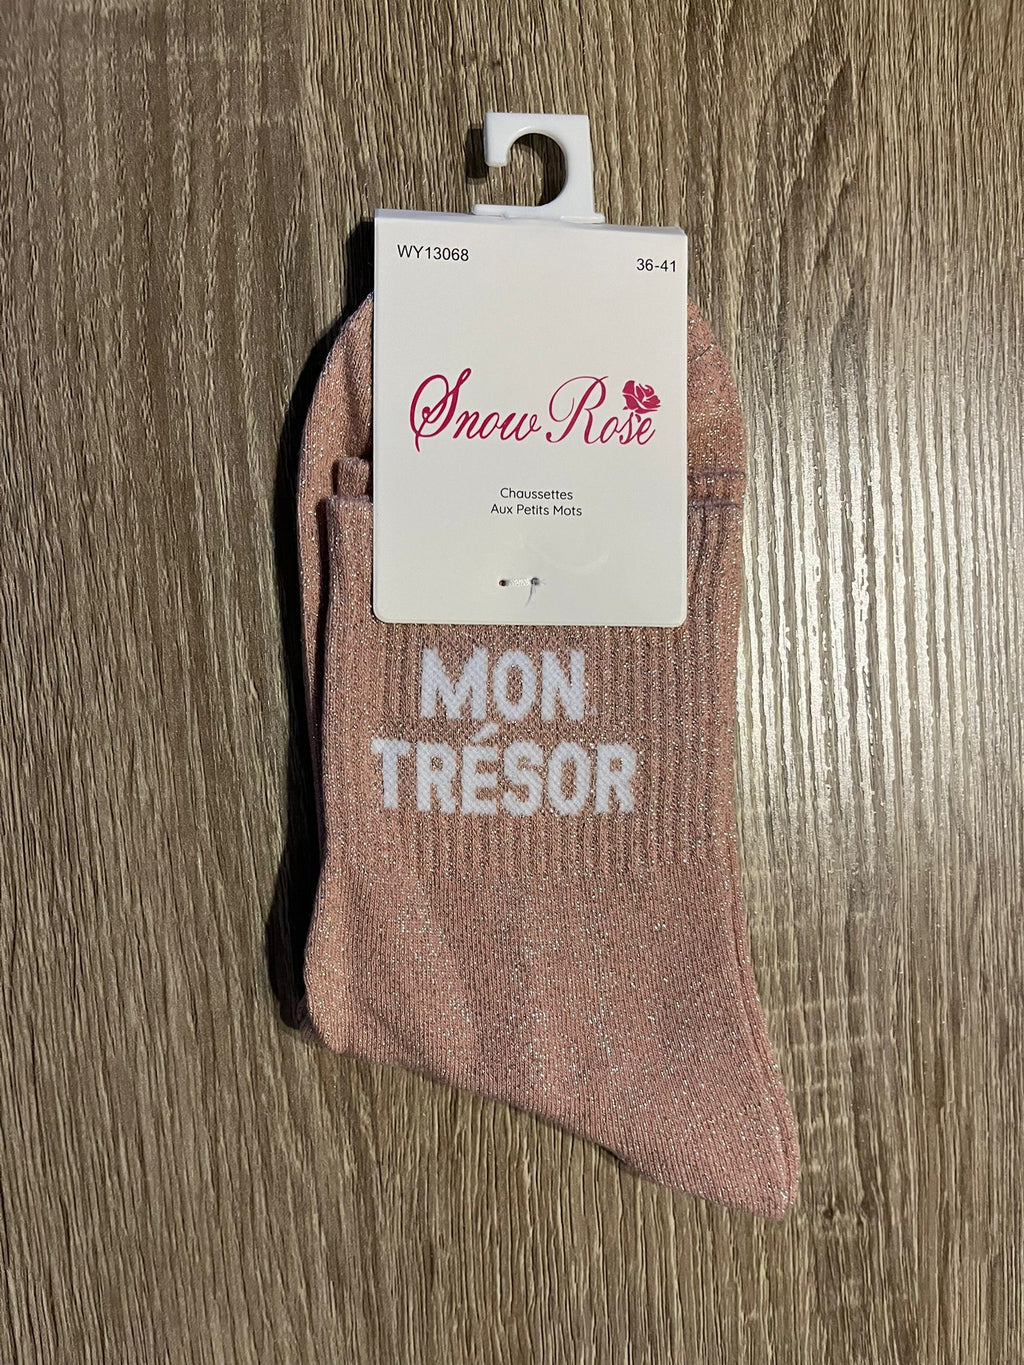 WY13068
36-41
Snow Rose
Chaussettes
Aux Petits Mots
MON
TRÉSOR